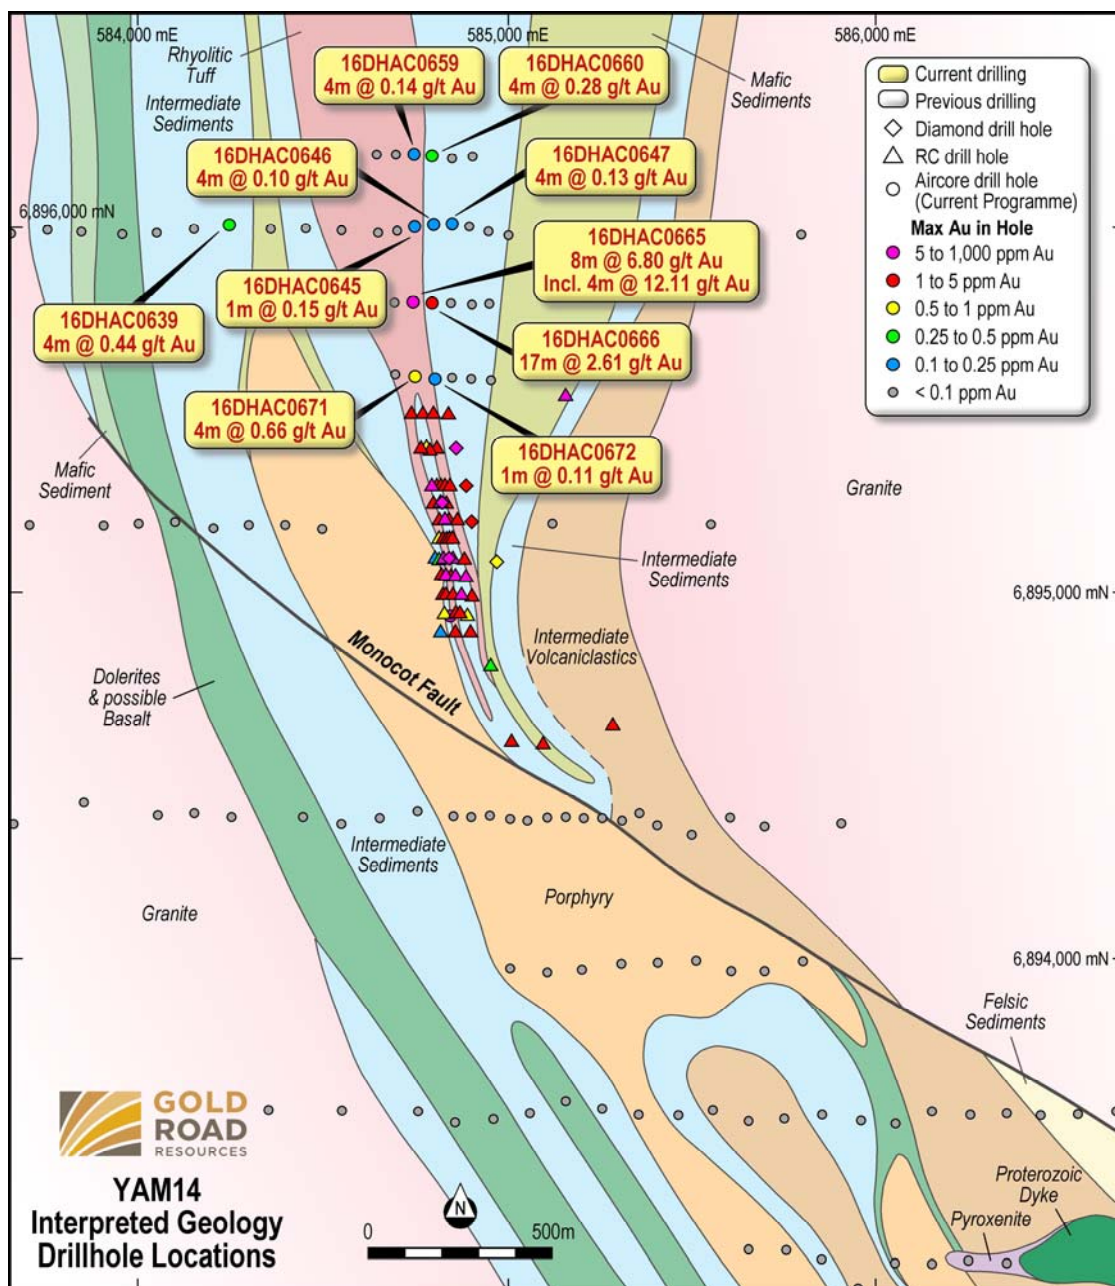 584,000 mE
585,000 mE
586,000 mE
Rhyolitic
Tuff
Intermediate
Sediments
16DHAC0659
4m @ 0.14 g/t Au
16DHAC0660
4m @ 0.28 g/t Au
Mafic
Sediments
Current drilling
Previous drilling
Diamond drill hole
RC drill hole
Aircore drill hole
(Current Programme)
Max Au in Hole
5 to 1,000 ppm Au
1 to 5 ppm Au
0.5 to 1 ppm Au
0.25 to 0.5 ppm Au
0.1 to 0.25 ppm Au
< 0.1 ppm Au
16DHAC0646
4m @ 0.10 g/t Au
16DHAC0647
4m @ 0.13 g/t Au
6,896,000 mN
16DHAC0665
8m @ 6.80 g/t Au
Incl. 4m @ 12.11 g/t Au
16DHAC0645
1m @ 0.15 g/t Au
16DHAC0639
4m @ 0.44 g/t Au
16DHAC0666
17m @ 2.61 g/t Au
16DHAC0671
4m @ 0.66 g/t Au
16DHAC0672
1m @ 0.11 g/t Au
Mafic
Sediment
Granite
Intermediate
Sediments
6,895,000 mN
Intermediate
Volcaniclastics
Monocot Fault
Dolerites
& possible
Basalt
Intermediate
Sediments
Granite
Porphyry
6,894,000 mN
Felsic
Sediments
GOLD
ROAD
RESOURCES
YAM14
Interpreted Geology
Drillhole Locations
N
0
500m
Proterozoic
Dyke
Pyroxenite